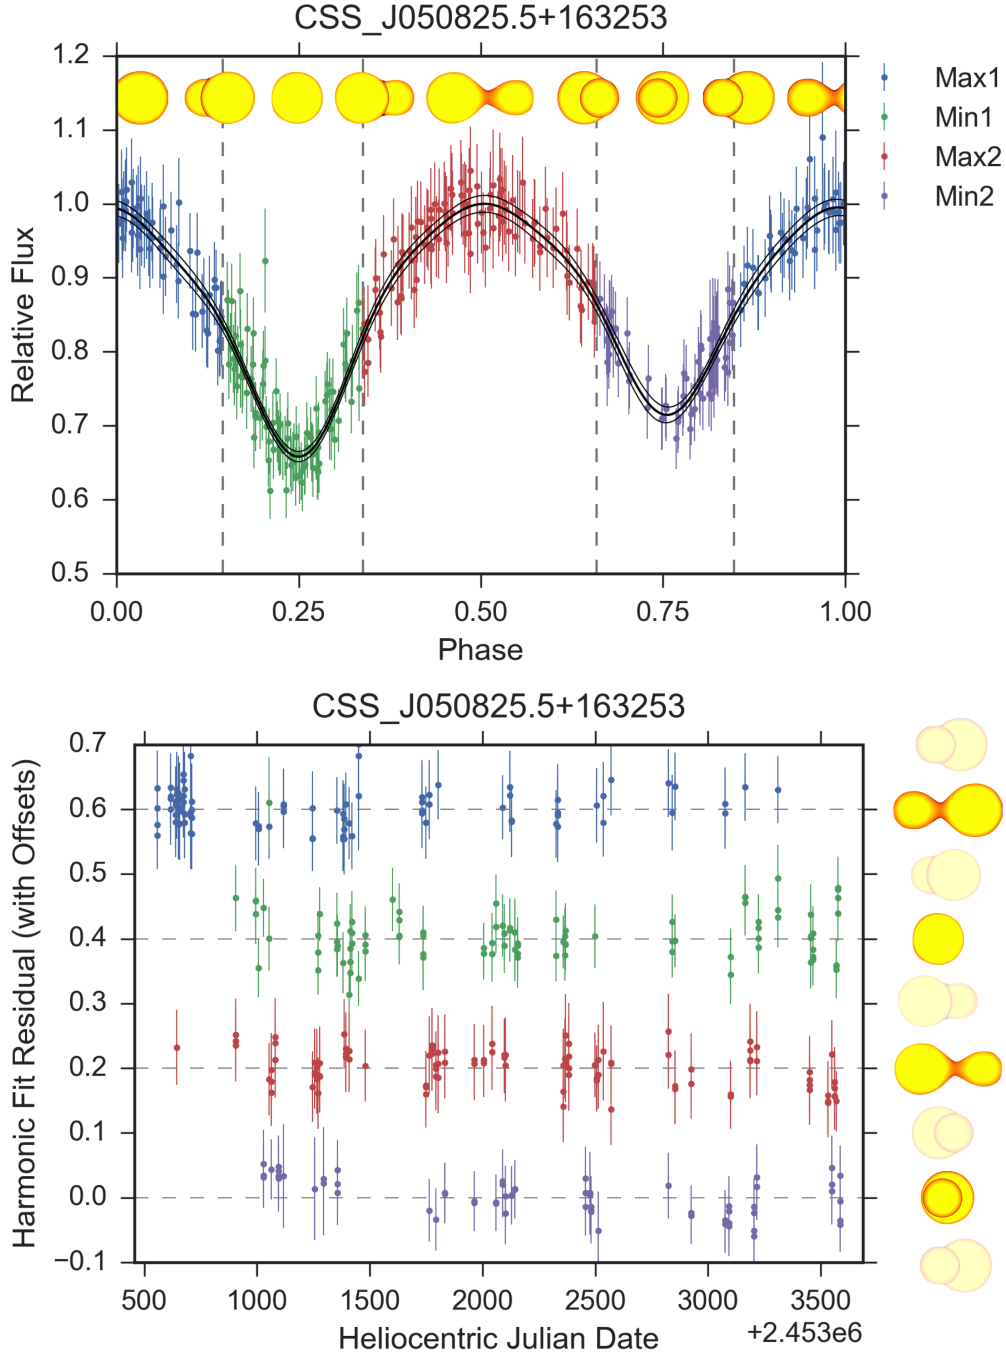 CSS_J050825.5+163253
1.2
1.1
1.0
0.9
0.8
0.7
0.6
0.5
Relative Flux
0.00 0.25 0.50 0.75 1.00
Phase
Max1
Min1
Max2
Min2
CSS_J050825.5+163253
0.7
0.6
0.5
0.4
0.3
0.2
0.1
0.0
−0.1
Harmonic Fit Residual (with Offsets)
500 1000 1500 2000 2500 3000 3500
+2.453e6
Heliocentric Julian Date